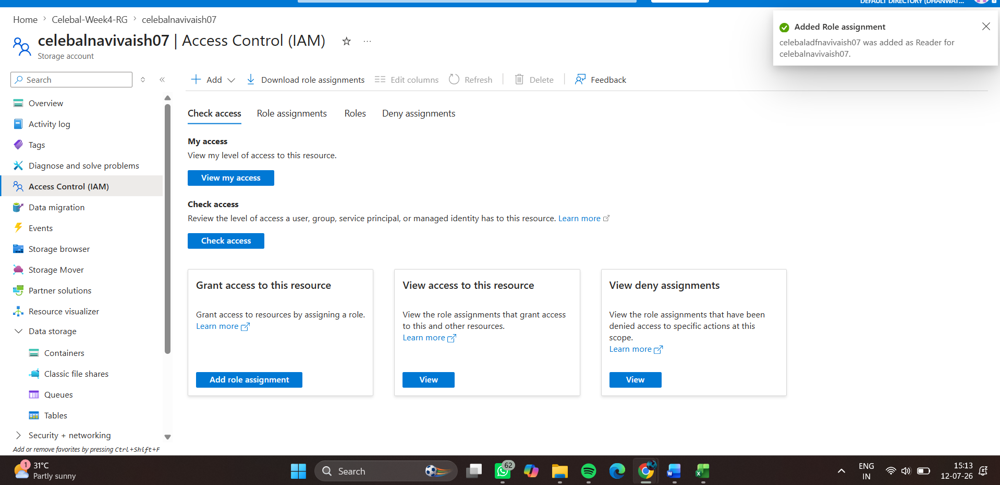 DEFAULT DIRECTORY (DHANWAT...
Home > Celebal-Week4-RG > celebalnavivaish07
celebalnavivaish07 | Access Control (IAM)
Storage account
Added Role assignment
celebaladfnavivaish07 was added as Reader for
celebalnavivaish07.
Search
Add
Download role assignments
Edit columns
Refresh
Delete
Feedback
Overview
Activity log
Tags
Diagnose and solve problems
Access Control (IAM)
Data migration
Events
Storage browser
Storage Mover
Partner solutions
Resource visualizer
Data storage
Containers
Classic file shares
Queues
Tables
Security + networking
Add or remove favorites by pressing Ctrl+Shift+F
Check access
Role assignments
Roles
Deny assignments
My access
View my level of access to this resource.
View my access
Check access
Review the level of access a user, group, service principal, or managed identity has to this resource. Learn more
Check access
Grant access to this resource
Grant access to resources by assigning a role.
Learn more
Add role assignment
View access to this resource
View the role assignments that grant access
to this and other resources.
Learn more
View
View deny assignments
View the role assignments that have been
denied access to specific actions at this
scope.
Learn more
View
1
31°C
Partly sunny
Search
62
ENG
IN
15:13
12-07-26